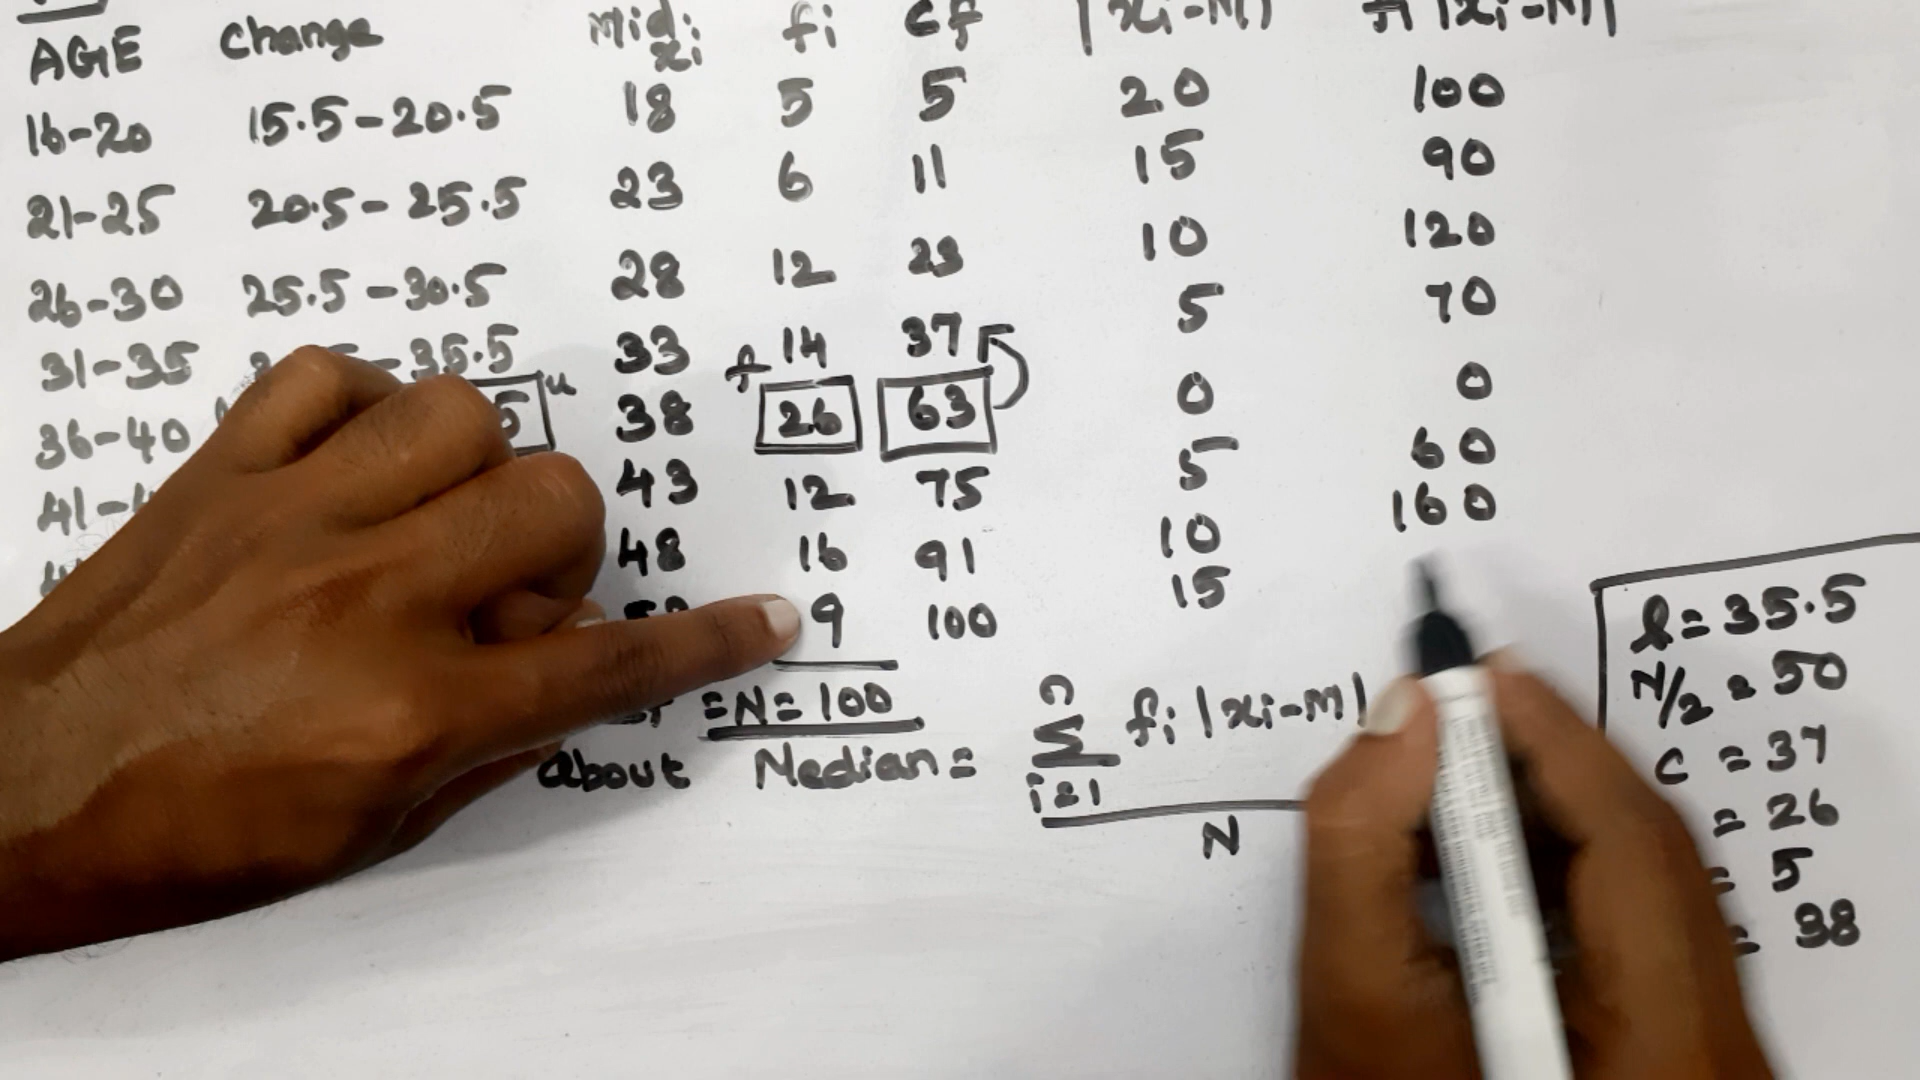 AGE Change Mid xi fi cf |xi-M| fi|xi-M|
16-20 15.5-20.5 18 5 5 20 100
21-25 20.5-25.5 23 6 11 15 90
26-30 25.5-30.5 28 12 23 10 120
31-35 -35.5 33 14 37 5 70
36-40 5 u 38 f 26 63 0 0
41- 43 12 75 5 60
48 16 91 10 160
9 100 15
=N=100
about Median= n Σ i=1 fi|xi-M|
N
l=35.5
N/2=50
c=37
=26
=5
=38